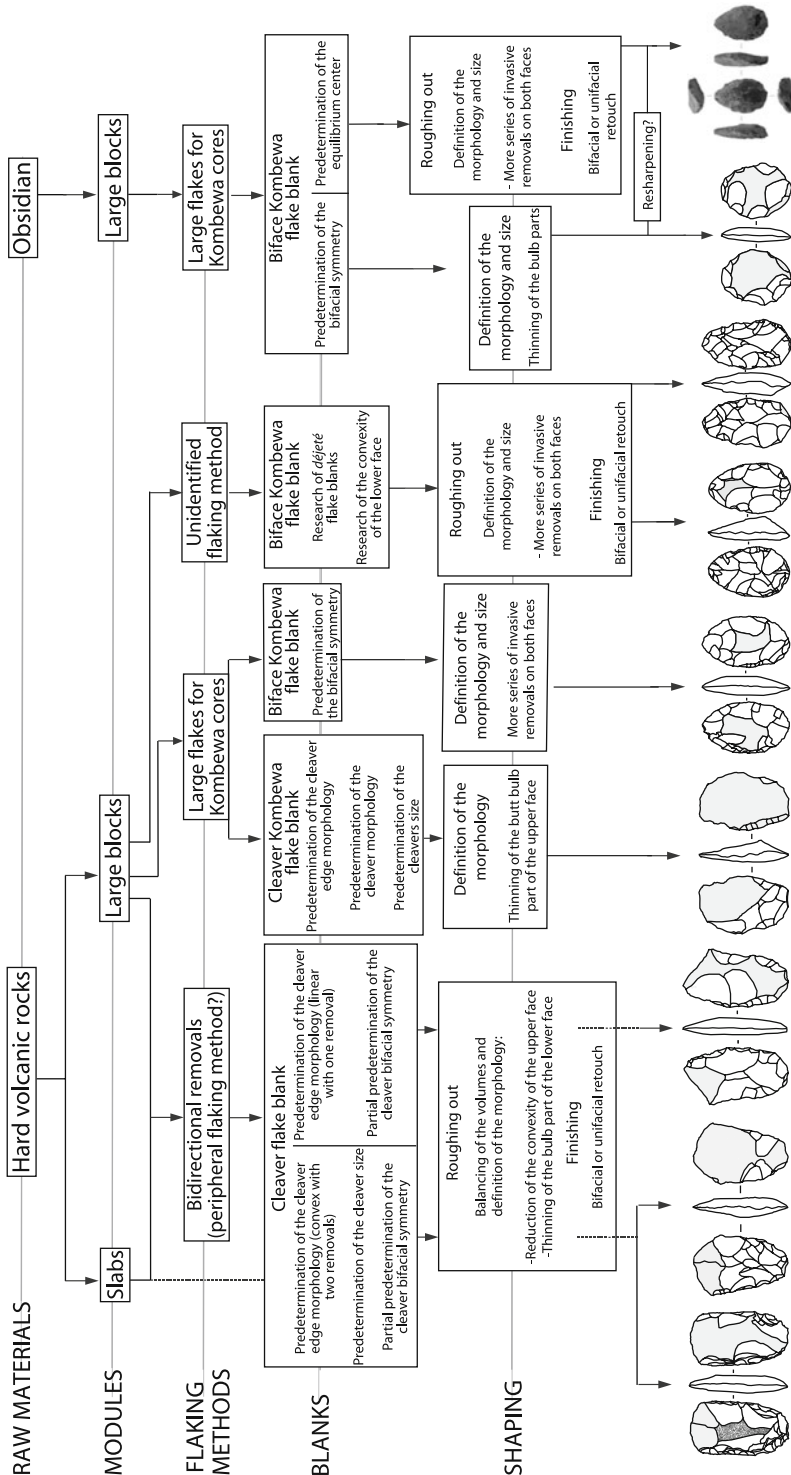 RAW MATERIALS
Hard volcanic rocks
Obsidian
MODULES
Slabs
Large blocks
Large blocks
FLAKING
METHODS
Bidirectional removals
(peripheral flaking method?)
Large flakes for
Kombewa cores
Unidentified
flaking method
Large flakes for
Kombewa cores
BLANKS
Cleaver flake blank
Predetermination of the cleaver
edge morphology (convex with
two removals)
Predetermination of the cleaver size
Partial predetermination of the
cleaver bifacial symmetry
Predetermination of the cleaver
edge morphology (linear
with one removal)
Partial predetermination of the
cleaver bifacial symmetry
Cleaver Kombewa
flake blank
Predetermination of the cleaver
edge morphology
Predetermination of the
cleaver morphology
Predetermination of the
cleavers size
Biface Kombewa
flake blank
Predetermination of
the bifacial symmetry
Biface Kombewa
flake blank
Research of déjeté
flake blanks
Research of the convexity
of the lower face
Biface Kombewa
flake blank
Predetermination of the
bifacial symmetry
Predetermination of the
equilibrium center
SHAPING
Roughing out
Balancing of the volumes and
definition of the morphology:
-Reduction of the convexity of the upper face
-Thinning of the bulb part of the lower face
Finishing
Bifacial or unifacial retouch
Definition of the
morphology
Thinning of the butt bulb
part of the upper face
Definition of the
morphology and size
More series of invasive
removals on both faces
Roughing out
Definition of the
morphology and size
- More series of invasive
removals on both faces
Finishing
Bifacial or unifacial retouch
Definition of the
morphology and size
Thinning of the bulb parts
Roughing out
Definition of the
morphology and size
- More series of invasive
removals on both faces
Finishing
Bifacial or unifacial
retouch
Resharpening?